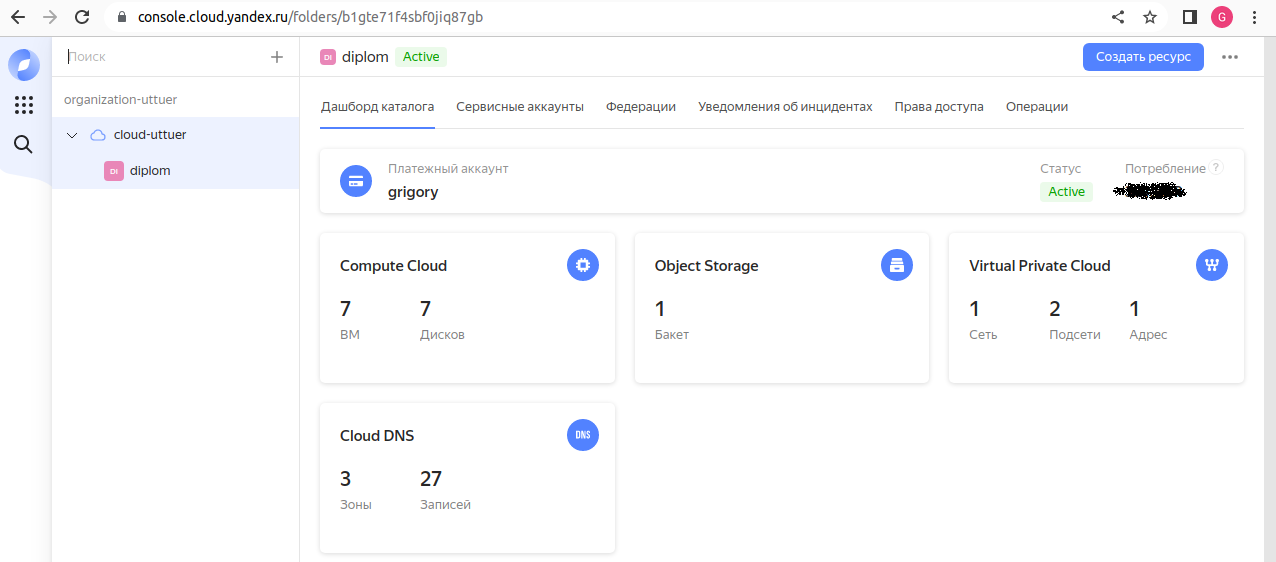 console.cloud.yandex.ru/folders/b1gte71f4sbf0jiq87gb
G
Поиск
organization-uttuer
cloud-uttuer
DI diplom
DI diplom Active
Создать ресурс
Дашборд каталога Сервисные аккаунты Федерации Уведомления об инцидентах Права доступа Операции
Платежный аккаунт
grigory
Статус
Active
Потребление ?
Compute Cloud
7 7
ВМ Дисков
Object Storage
1
Бакет
Virtual Private Cloud
1 2 1
Сеть Подсети Адрес
Cloud DNS
DNS
3 27
Зоны Записей